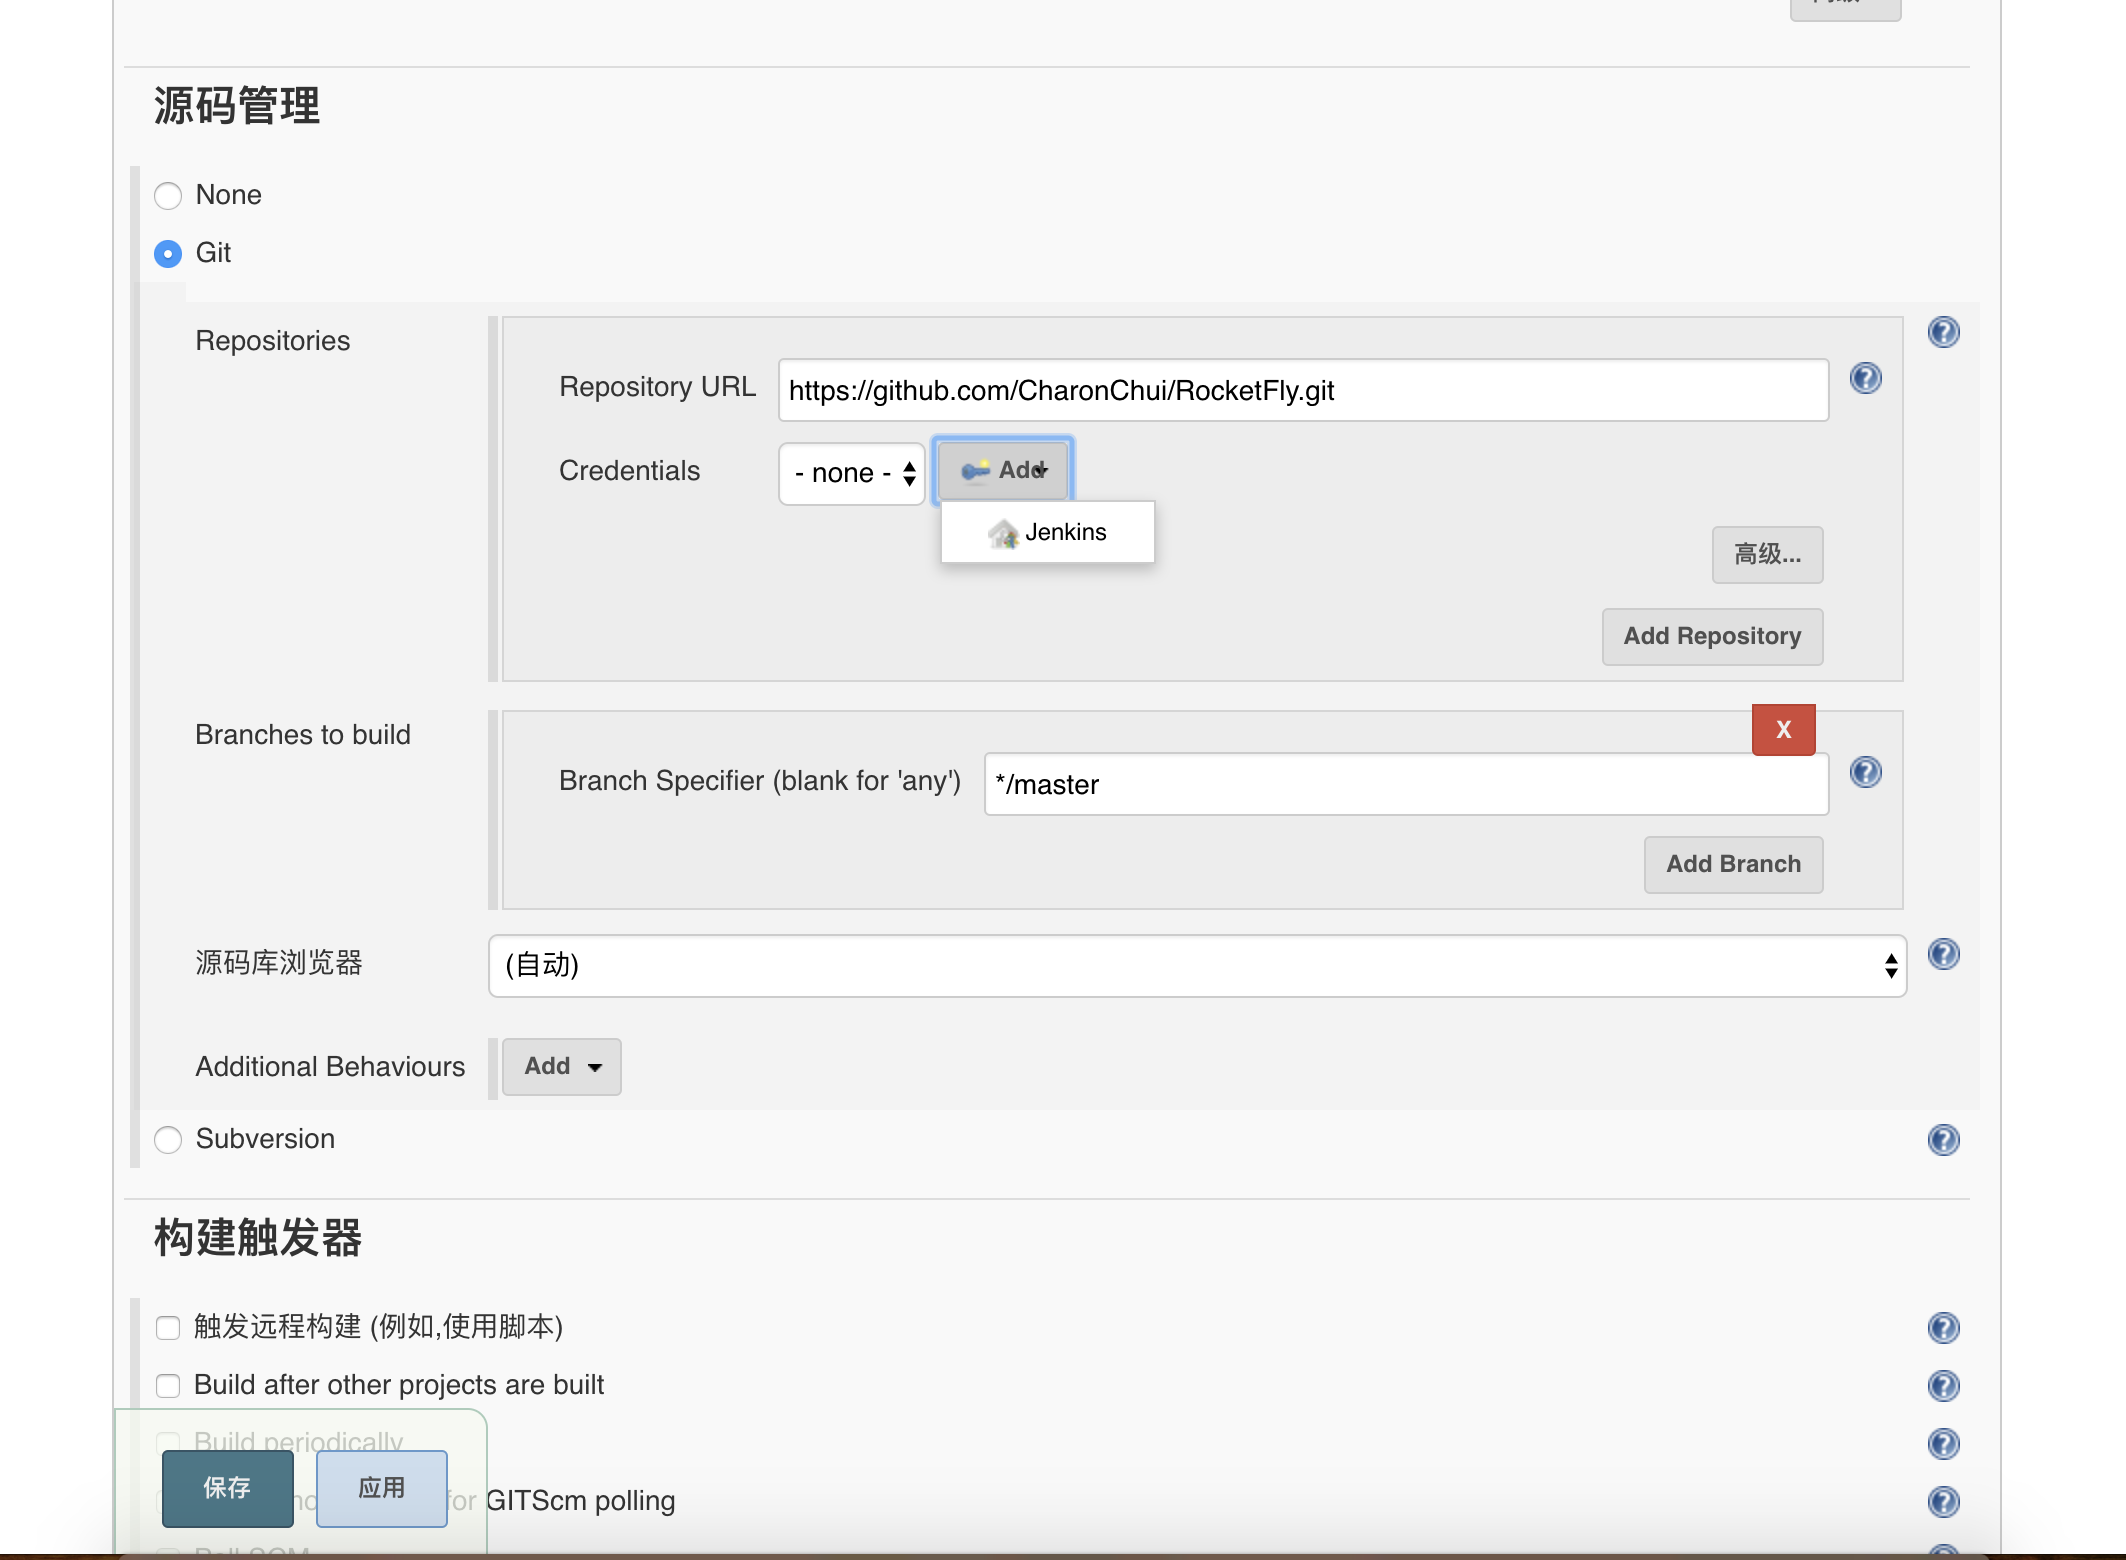 源码管理
None
Git
Repositories
Repository URL
https://github.com/CharonChui/RocketFly.git
Credentials
- none -
Add
Jenkins
高级...
Add Repository
Branches to build
X
Branch Specifier (blank for 'any')
*/master
Add Branch
源码库浏览器
(自动)
Additional Behaviours
Add
Subversion
构建触发器
触发远程构建 (例如,使用脚本)
Build after other projects are built
Build periodically
保存
应用
for GITScm polling
Poll SCM